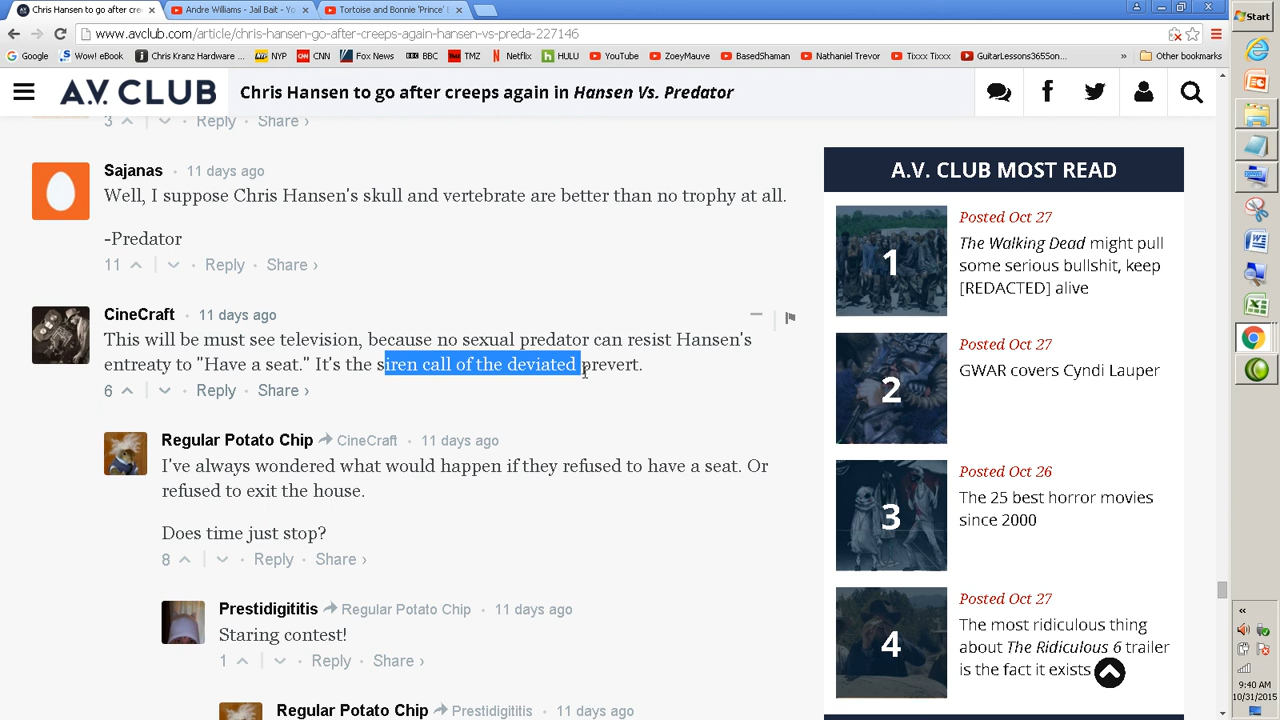 Chris Hansen to go after cre
Andre Williams - Jail Bait - Yo
Tortoise and Bonnie 'Prince' E
www.avclub.com/article/chris-hansen-go-after-creeps-again-hansen-vs-preda-227146
Google
Wow! eBook
Chris Kranz Hardware ...
NYP
CNN
Fox News
BBC
TMZ
Netflix
HULU
YouTube
ZoeyMauve
BasedShaman
Nathaniel Trevor
Tixxx Tixxx
GuitarLessons365Son...
»
Other bookmarks
Start
A.V. CLUB
Chris Hansen to go after creeps again in Hansen Vs. Predator
3 Reply • Share ›
Sajanas • 11 days ago
Well, I suppose Chris Hansen's skull and vertebrate are better than no trophy at all.
-Predator
11 Reply • Share ›
CineCraft • 11 days ago
This will be must see television, because no sexual predator can resist Hansen's
entreaty to "Have a seat." It's the siren call of the deviated prevert.
6 Reply • Share ›
Regular Potato Chip CineCraft • 11 days ago
I've always wondered what would happen if they refused to have a seat. Or
refused to exit the house.
Does time just stop?
8 Reply • Share ›
Prestidigititis Regular Potato Chip • 11 days ago
Staring contest!
1 Reply • Share ›
Regular Potato Chip Prestidigititis • 11 days ago
A.V. CLUB MOST READ
1
Posted Oct 27
The Walking Dead might pull
some serious bullshit, keep
[REDACTED] alive
2
Posted Oct 27
GWAR covers Cyndi Lauper
3
Posted Oct 26
The 25 best horror movies
since 2000
4
Posted Oct 27
The most ridiculous thing
about The Ridiculous 6 trailer
is the fact it exists
«
9:40 AM
10/31/2015